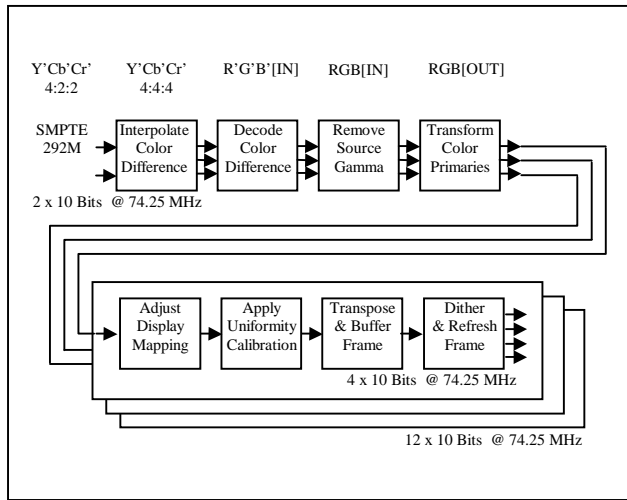 Y'Cb'Cr' Y'Cb'Cr' R'G'B'[IN] RGB[IN] RGB[OUT]
4:2:2 4:4:4
SMPTE
292M
Interpolate
Color
Difference
Decode
Color
Difference
Remove
Source
Gamma
Transform
Color
Primaries
2 x 10 Bits @ 74.25 MHz
Adjust
Display
Mapping
Apply
Uniformity
Calibration
Transpose
& Buffer
Frame
Dither
& Refresh
Frame
4 x 10 Bits @ 74.25 MHz
12 x 10 Bits @ 74.25 MHz